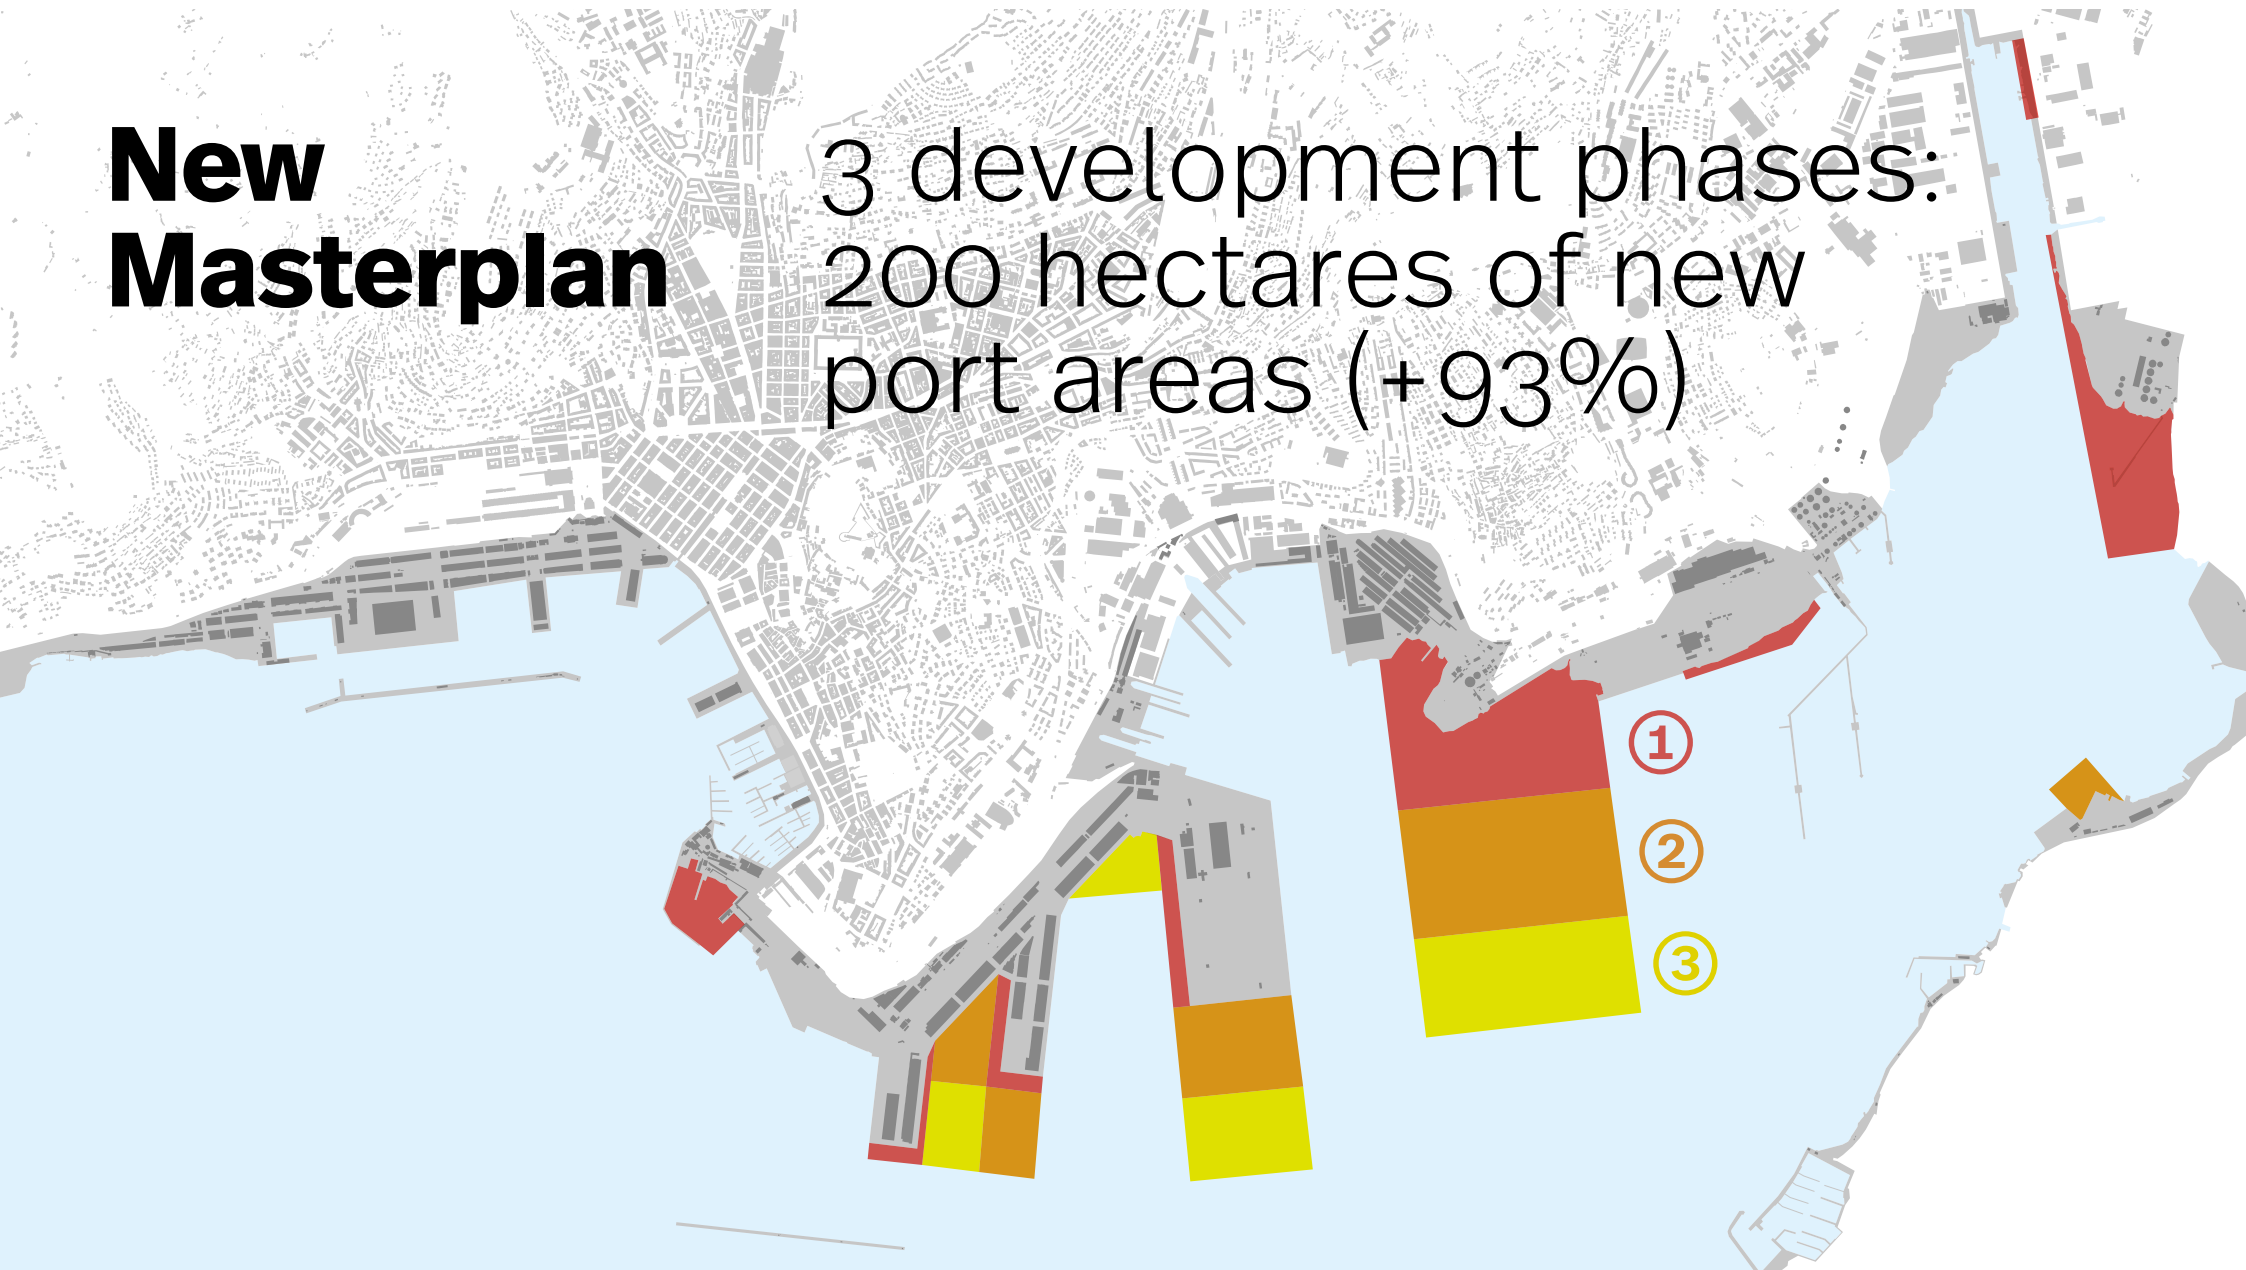 New
Masterplan
3 development phases:
200 hectares of new
port areas (+93%)
1
2
3